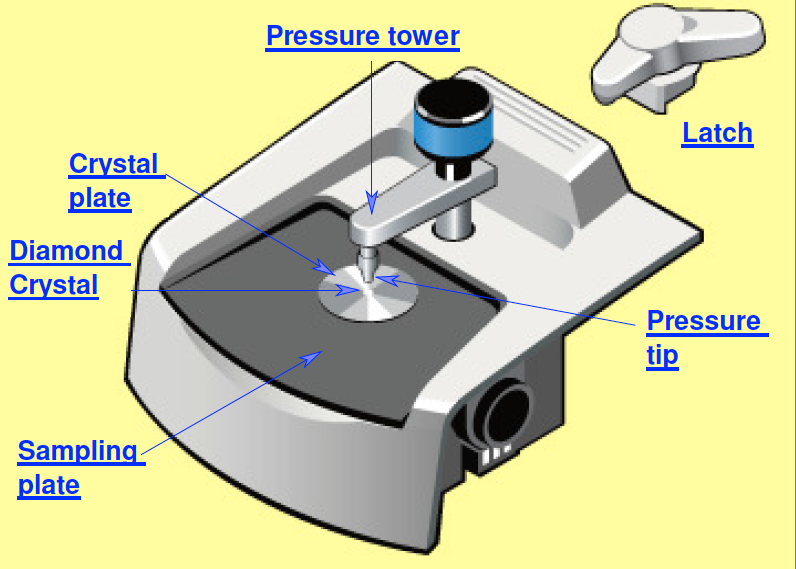 Pressure tower
Latch
Crystal
plate
Diamond
Crystal
Pressure
tip
Sampling
plate